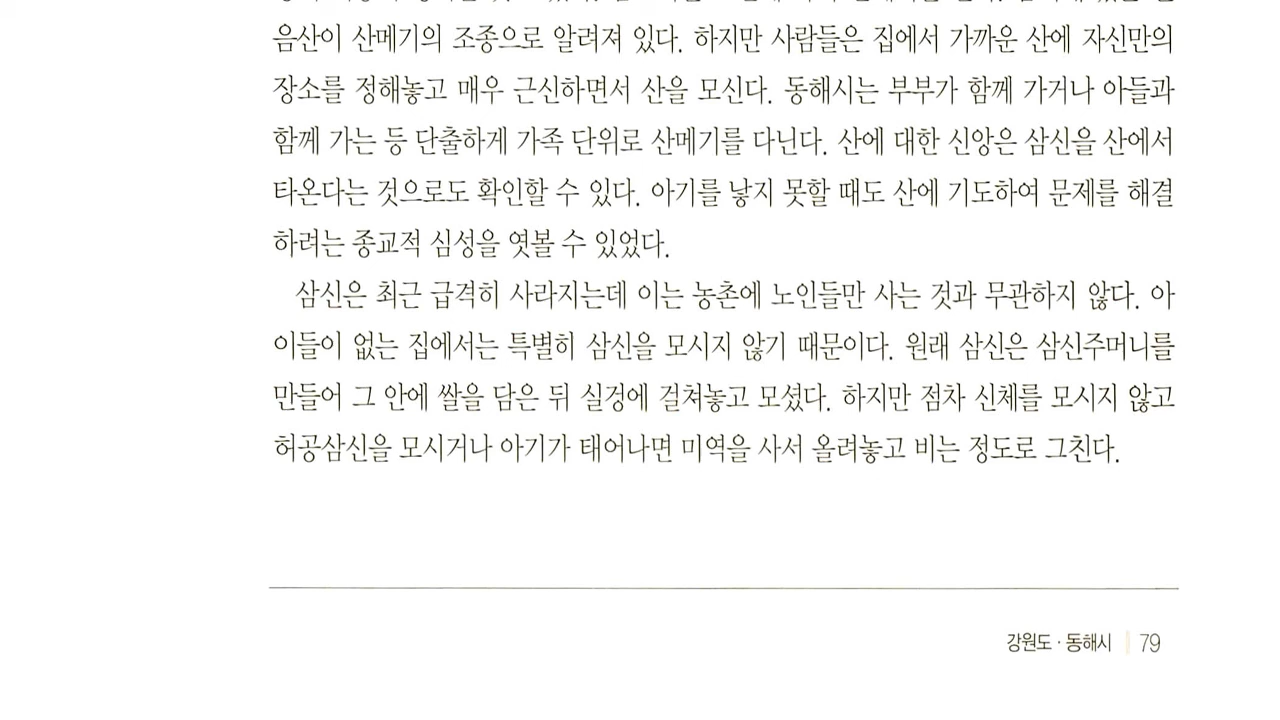 음산이 산메기의 조종으로 알려져 있다. 하지만 사람들은 집에서 가까운 산에 자신만의
장소를 정해놓고 매우 근신하면서 산을 모신다. 동해시는 부부가 함께 가거나 아들과
함께 가는 등 단출하게 가족 단위로 산메기를 다닌다. 산에 대한 신앙은 삼신을 산에서
타온다는 것으로도 확인할 수 있다. 아기를 낳지 못할 때도 산에 기도하여 문제를 해결
하려는 종교적 심성을 엿볼 수 있었다.
삼신은 최근 급격히 사라지는데 이는 농촌에 노인들만 사는 것과 무관하지 않다. 아
이들이 없는 집에서는 특별히 삼신을 모시지 않기 때문이다. 원래 삼신은 삼신주머니를
만들어 그 안에 쌀을 담은 뒤 실겅에 걸쳐놓고 모셨다. 하지만 점차 신체를 모시지 않고
허공삼신을 모시거나 아기가 태어나면 미역을 사서 올려놓고 비는 정도로 그친다.
강원도 · 동해시 | 79